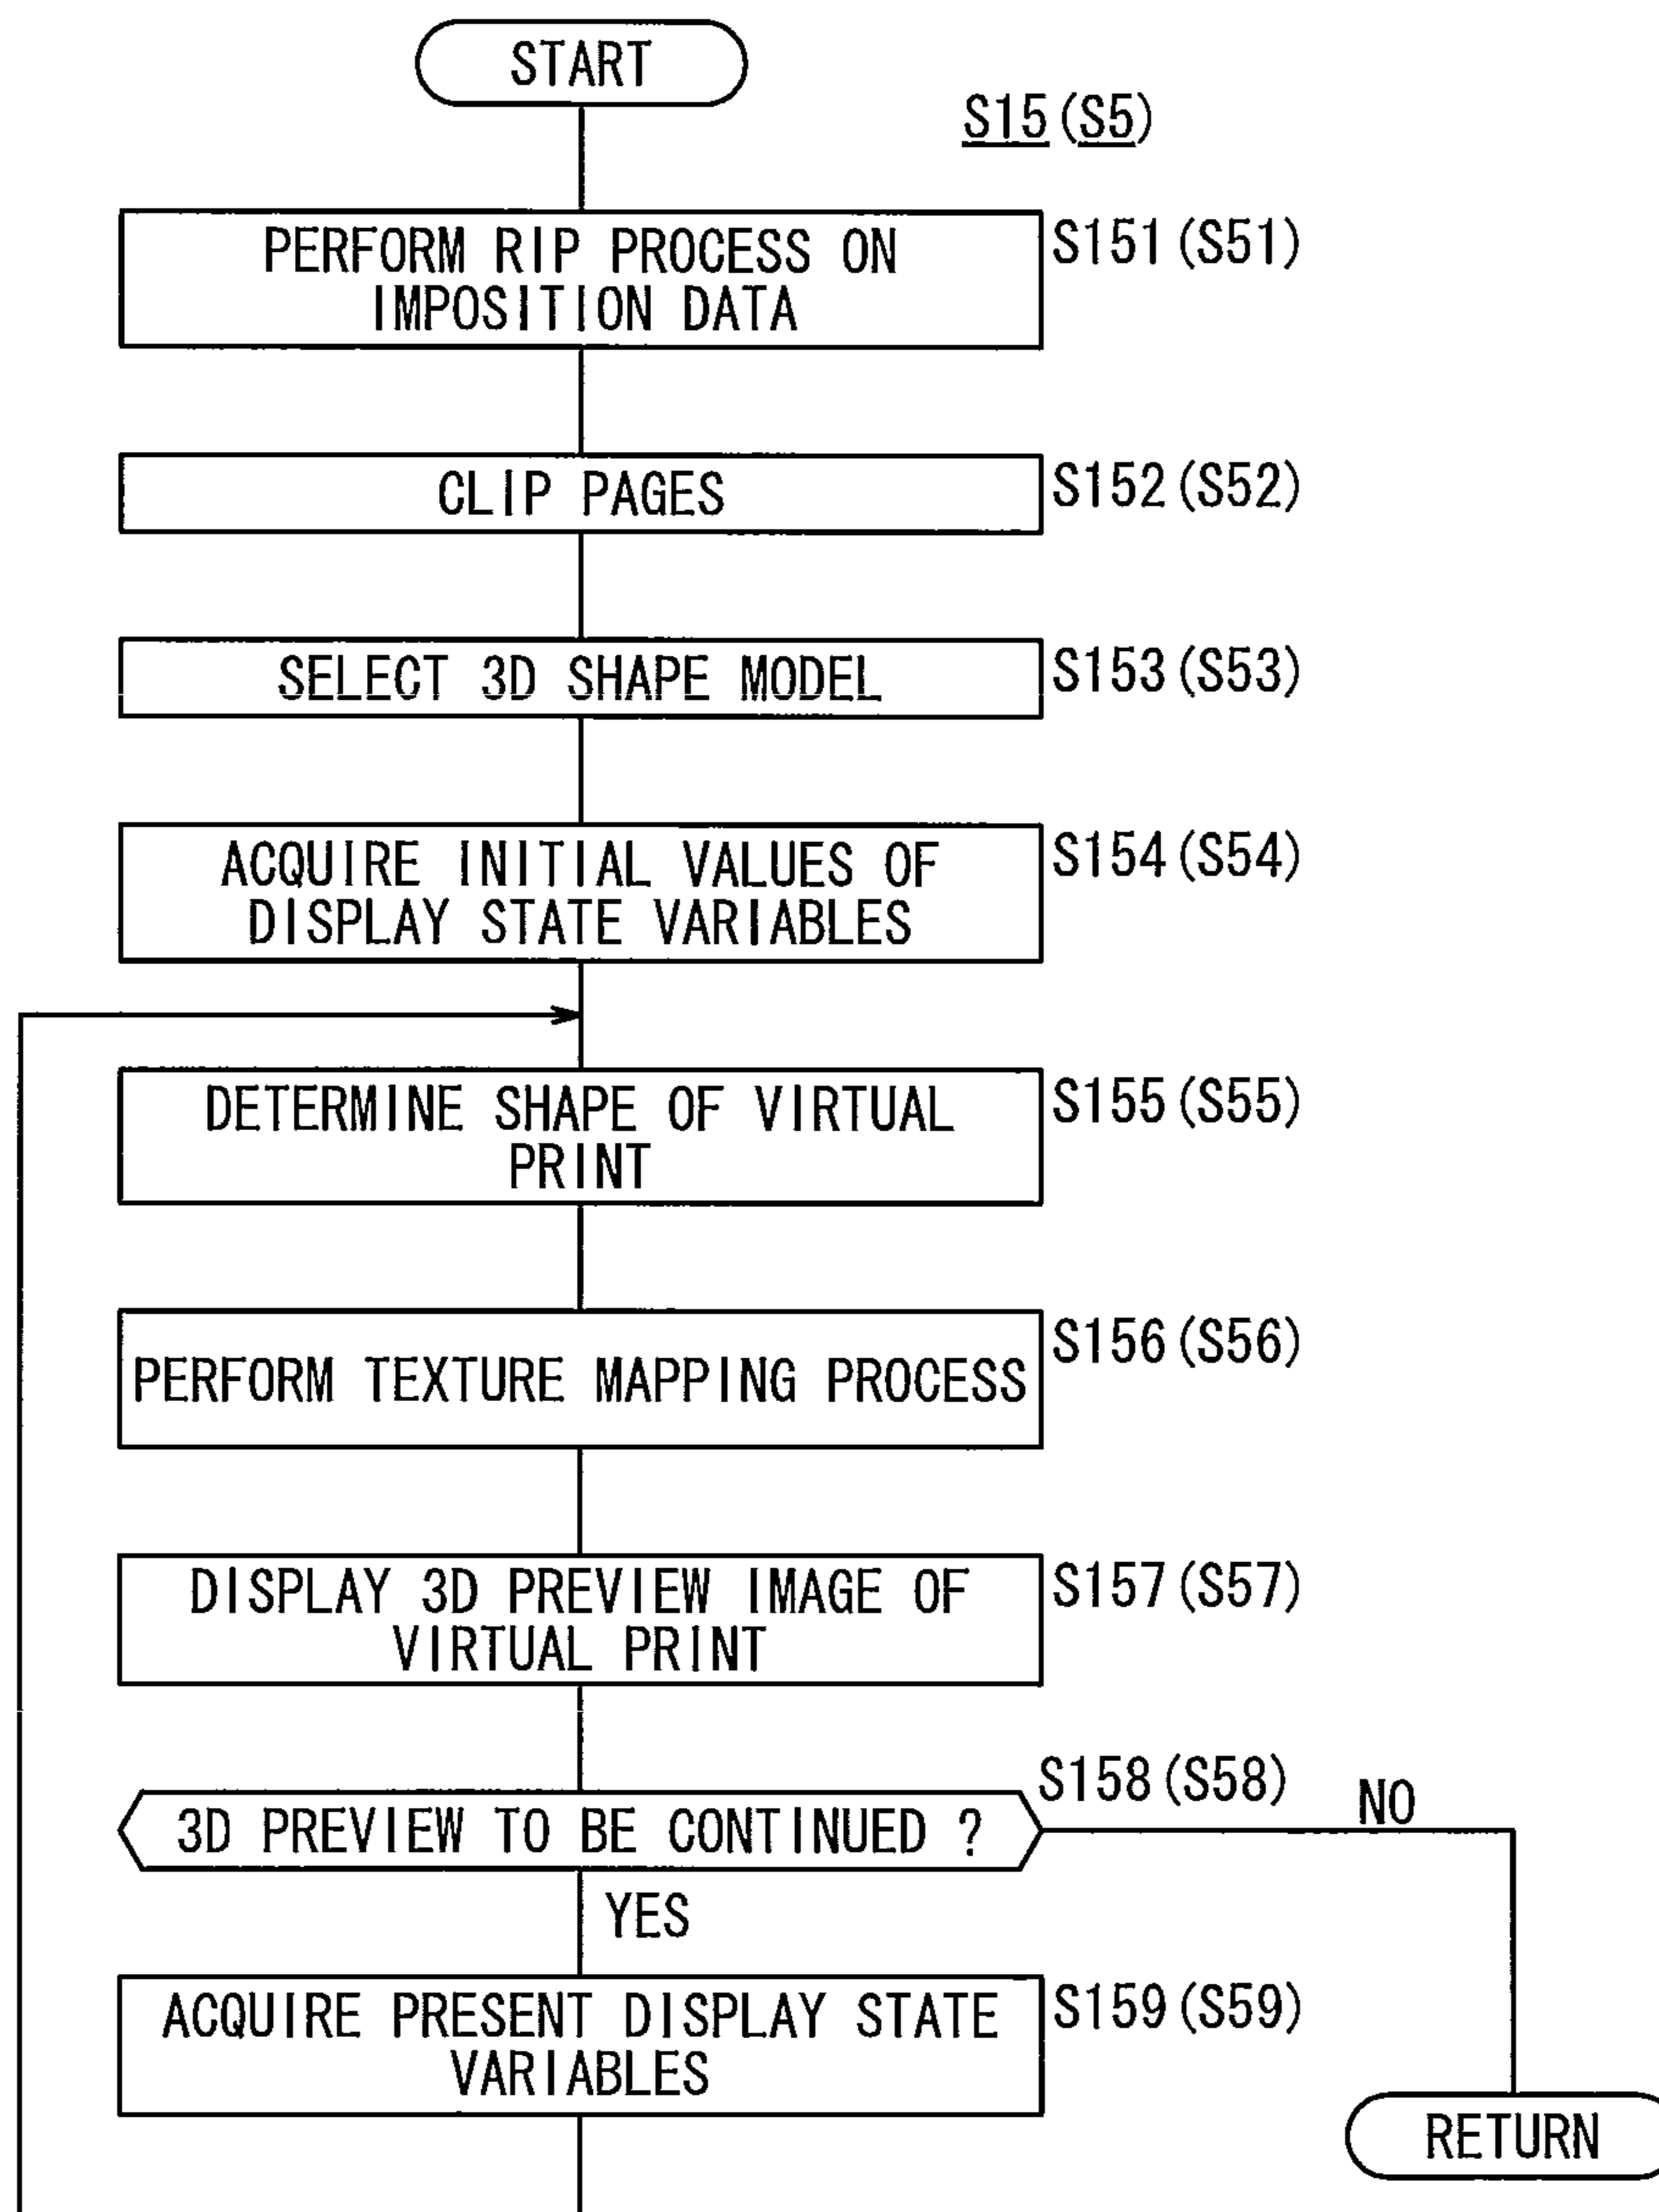 START
S15(S5)
PERFORM RIP PROCESS ON
IMPOSITION DATA
S151(S51)
CLIP PAGES
S152(S52)
SELECT 3D SHAPE MODEL
S153(S53)
ACQUIRE INITIAL VALUES OF
DISPLAY STATE VARIABLES
S154(S54)
DETERMINE SHAPE OF VIRTUAL
PRINT
S155(S55)
PERFORM TEXTURE MAPPING PROCESS
S156(S56)
DISPLAY 3D PREVIEW IMAGE OF
VIRTUAL PRINT
S157(S57)
3D PREVIEW TO BE CONTINUED ?
S158(S58)
NO
YES
ACQUIRE PRESENT DISPLAY STATE
VARIABLES
S159(S59)
RETURN